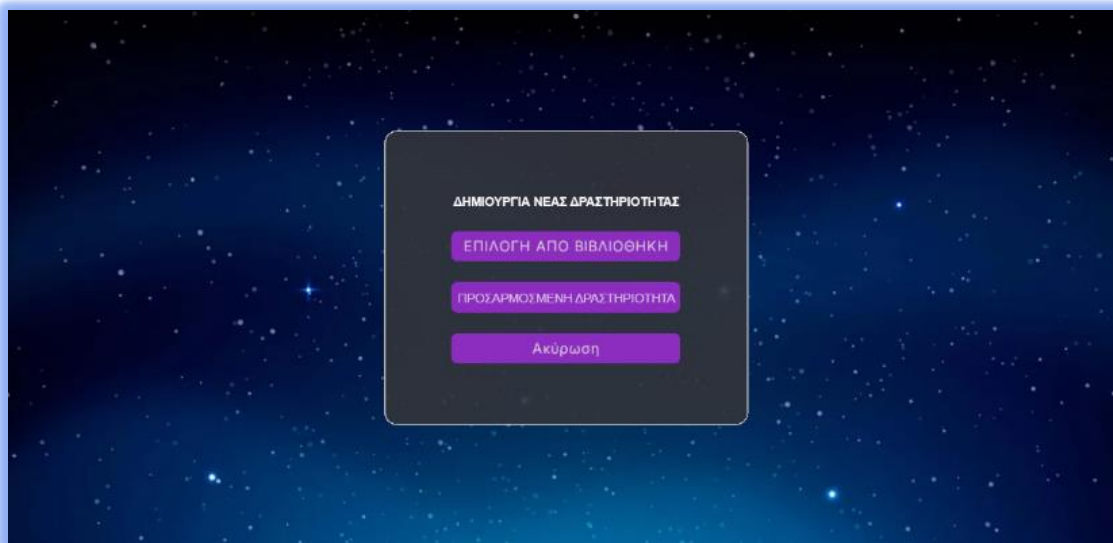 ΔΗΜΙΟΥΡΓΙΑ ΝΕΑΣ ΔΡΑΣΤΗΡΙΟΤΗΤΑΣ
ΕΠΙΛΟΓΗ ΑΠΟ ΒΙΒΛΙΟΘΗΚΗ
ΠΡΟΣΑΡΜΟΣΜΕΝΗ ΔΡΑΣΤΗΡΙΟΤΗΤΑ
Ακύρωση